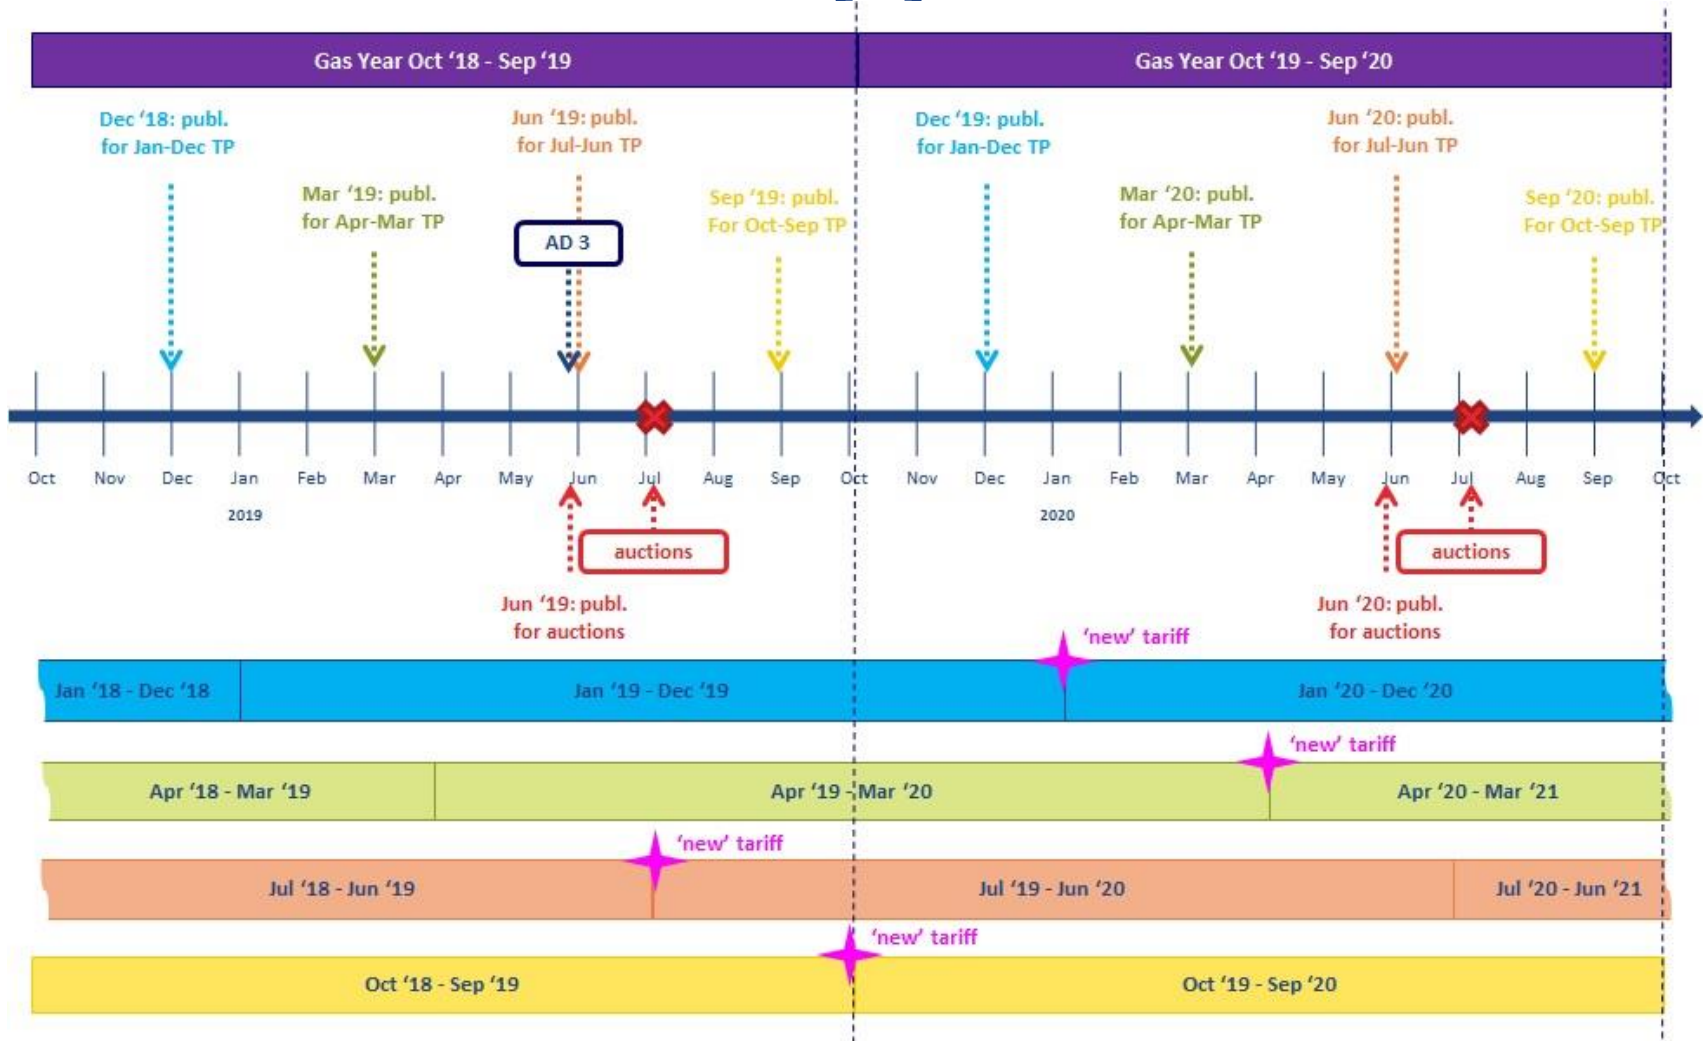 Gas Year Oct ‘18 - Sep ‘19
Gas Year Oct ‘19 - Sep ‘20
Dec ‘18: publ.
for Jan-Dec TP
Jun ‘19: publ.
for Jul-Jun TP
Dec ‘19: publ.
for Jan-Dec TP
Jun ‘20: publ.
for Jul-Jun TP
Mar ‘19: publ.
for Apr-Mar TP
Sep ‘19: publ.
For Oct-Sep TP
Mar ‘20: publ.
for Apr-Mar TP
Sep ‘20: publ.
For Oct-Sep TP
AD 3
Oct Nov Dec Jan Feb Mar Apr May Jun Jul Aug Sep Oct Nov Dec Jan Feb Mar Apr May Jun Jul Aug Sep Oct
2019 2020
auctions
auctions
Jun ‘19: publ.
for auctions
Jun ‘20: publ.
for auctions
‘new’ tariff
Jan ‘18 - Dec ‘18
Jan ‘19 - Dec ‘19
Jan ‘20 - Dec ‘20
‘new’ tariff
Apr ‘18 - Mar ‘19
Apr ‘19 - Mar ‘20
Apr ‘20 - Mar ‘21
‘new’ tariff
Jul ‘18 - Jun ‘19
Jul ‘19 - Jun ‘20
Jul ‘20 - Jun ‘21
‘new’ tariff
Oct ‘18 - Sep ‘19
Oct ‘19 - Sep ‘20